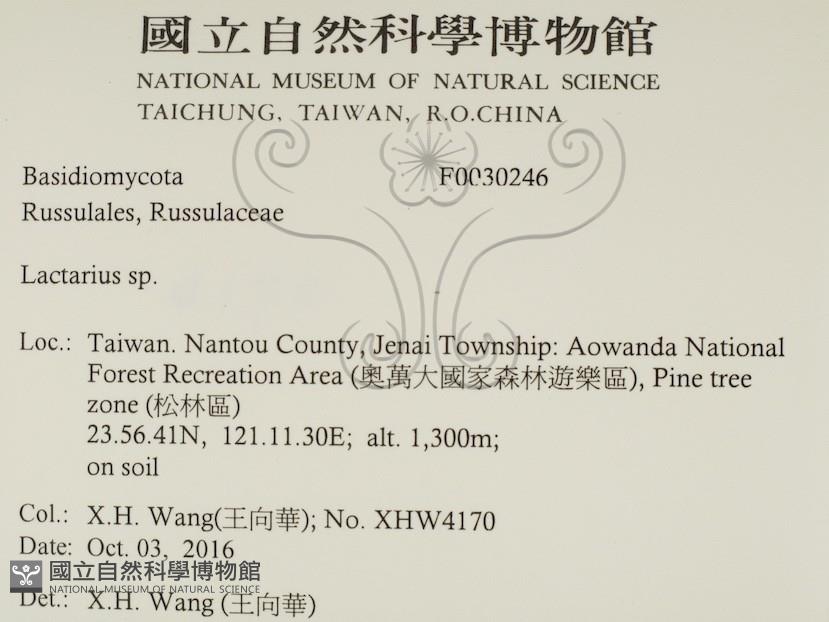 國立自然科學博物館
NATIONAL MUSEUM OF NATURAL SCIENCE
TAICHUNG, TAIWAN, R.O.CHINA
Basidiomycota F0030246
Russulales, Russulaceae
Lactarius sp.
Loc.: Taiwan. Nantou County, Jenai Township: Aowanda National
Forest Recreation Area (奧萬大國家森林遊樂區), Pine tree
zone (松林區)
23.56.41N, 121.11.30E; alt. 1,300m;
on soil
Col.: X.H. Wang(王向華); No. XHW4170
Date: Oct. 03, 2016
國立自然科學博物館
NATIONAL MUSEUM OF NATURAL SCIENCE
Det.: X.H. Wang (王向華)